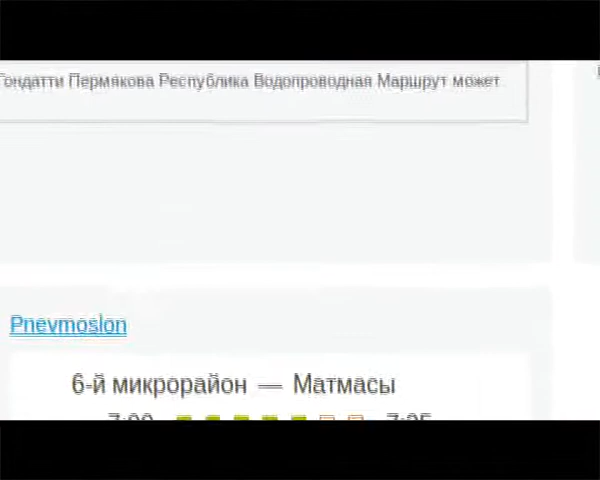 Гондатти Пермякова Республика Водопроводная Маршрут может
Pnevmoslon
6-й микрорайон — Матмасы